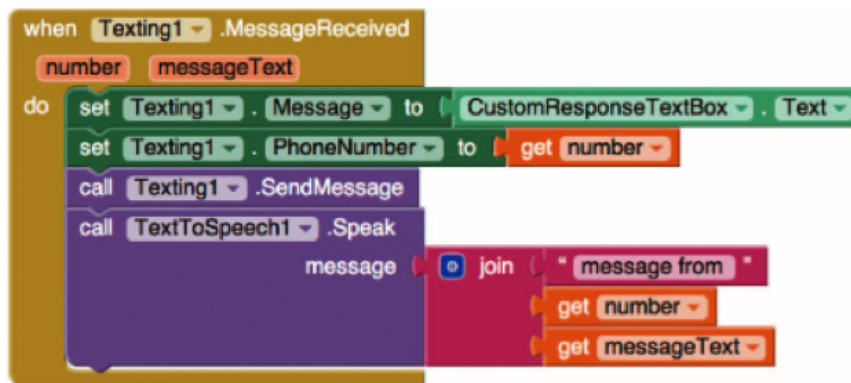 when Texting1 .MessageReceived
number messageText
do set Texting1 . Message to CustomResponseTextBox . Text
set Texting1 . PhoneNumber to get number
call Texting1 .SendMessage
call TextToSpeech1 .Speak
message join " message from "
get number
get messageText